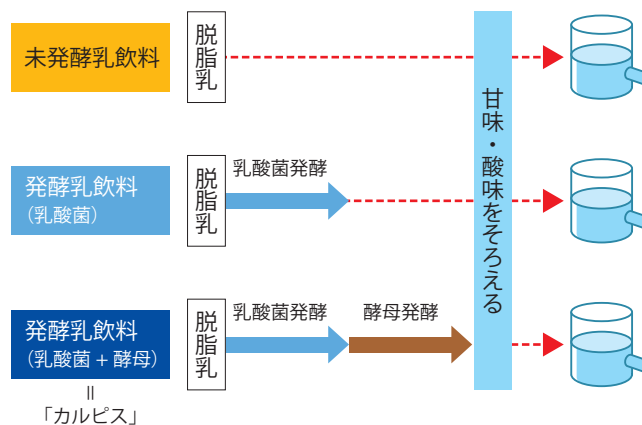 未発酵乳飲料
脱脂乳
発酵乳飲料
（乳酸菌）
脱脂乳
乳酸菌発酵
発酵乳飲料
（乳酸菌 + 酵母）
脱脂乳
乳酸菌発酵
酵母発酵
甘味・酸味をそろえる
＝
「カルピス」